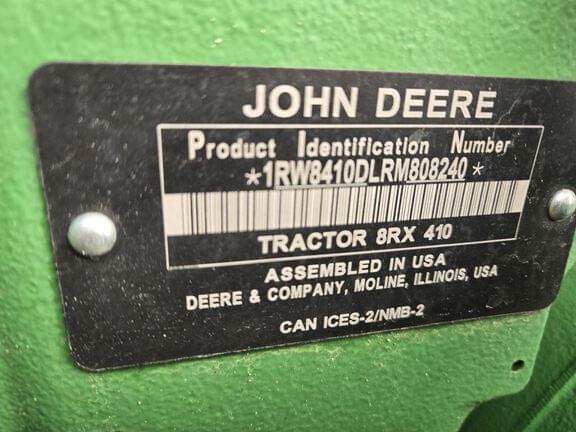 JOHN DEERE
Product Identification Number
*1RW8410DLRM808240*
TRACTOR 8RX 410
ASSEMBLED IN USA
DEERE & COMPANY, MOLINE, ILLINOIS, USA
CAN ICES-2/NMB-2